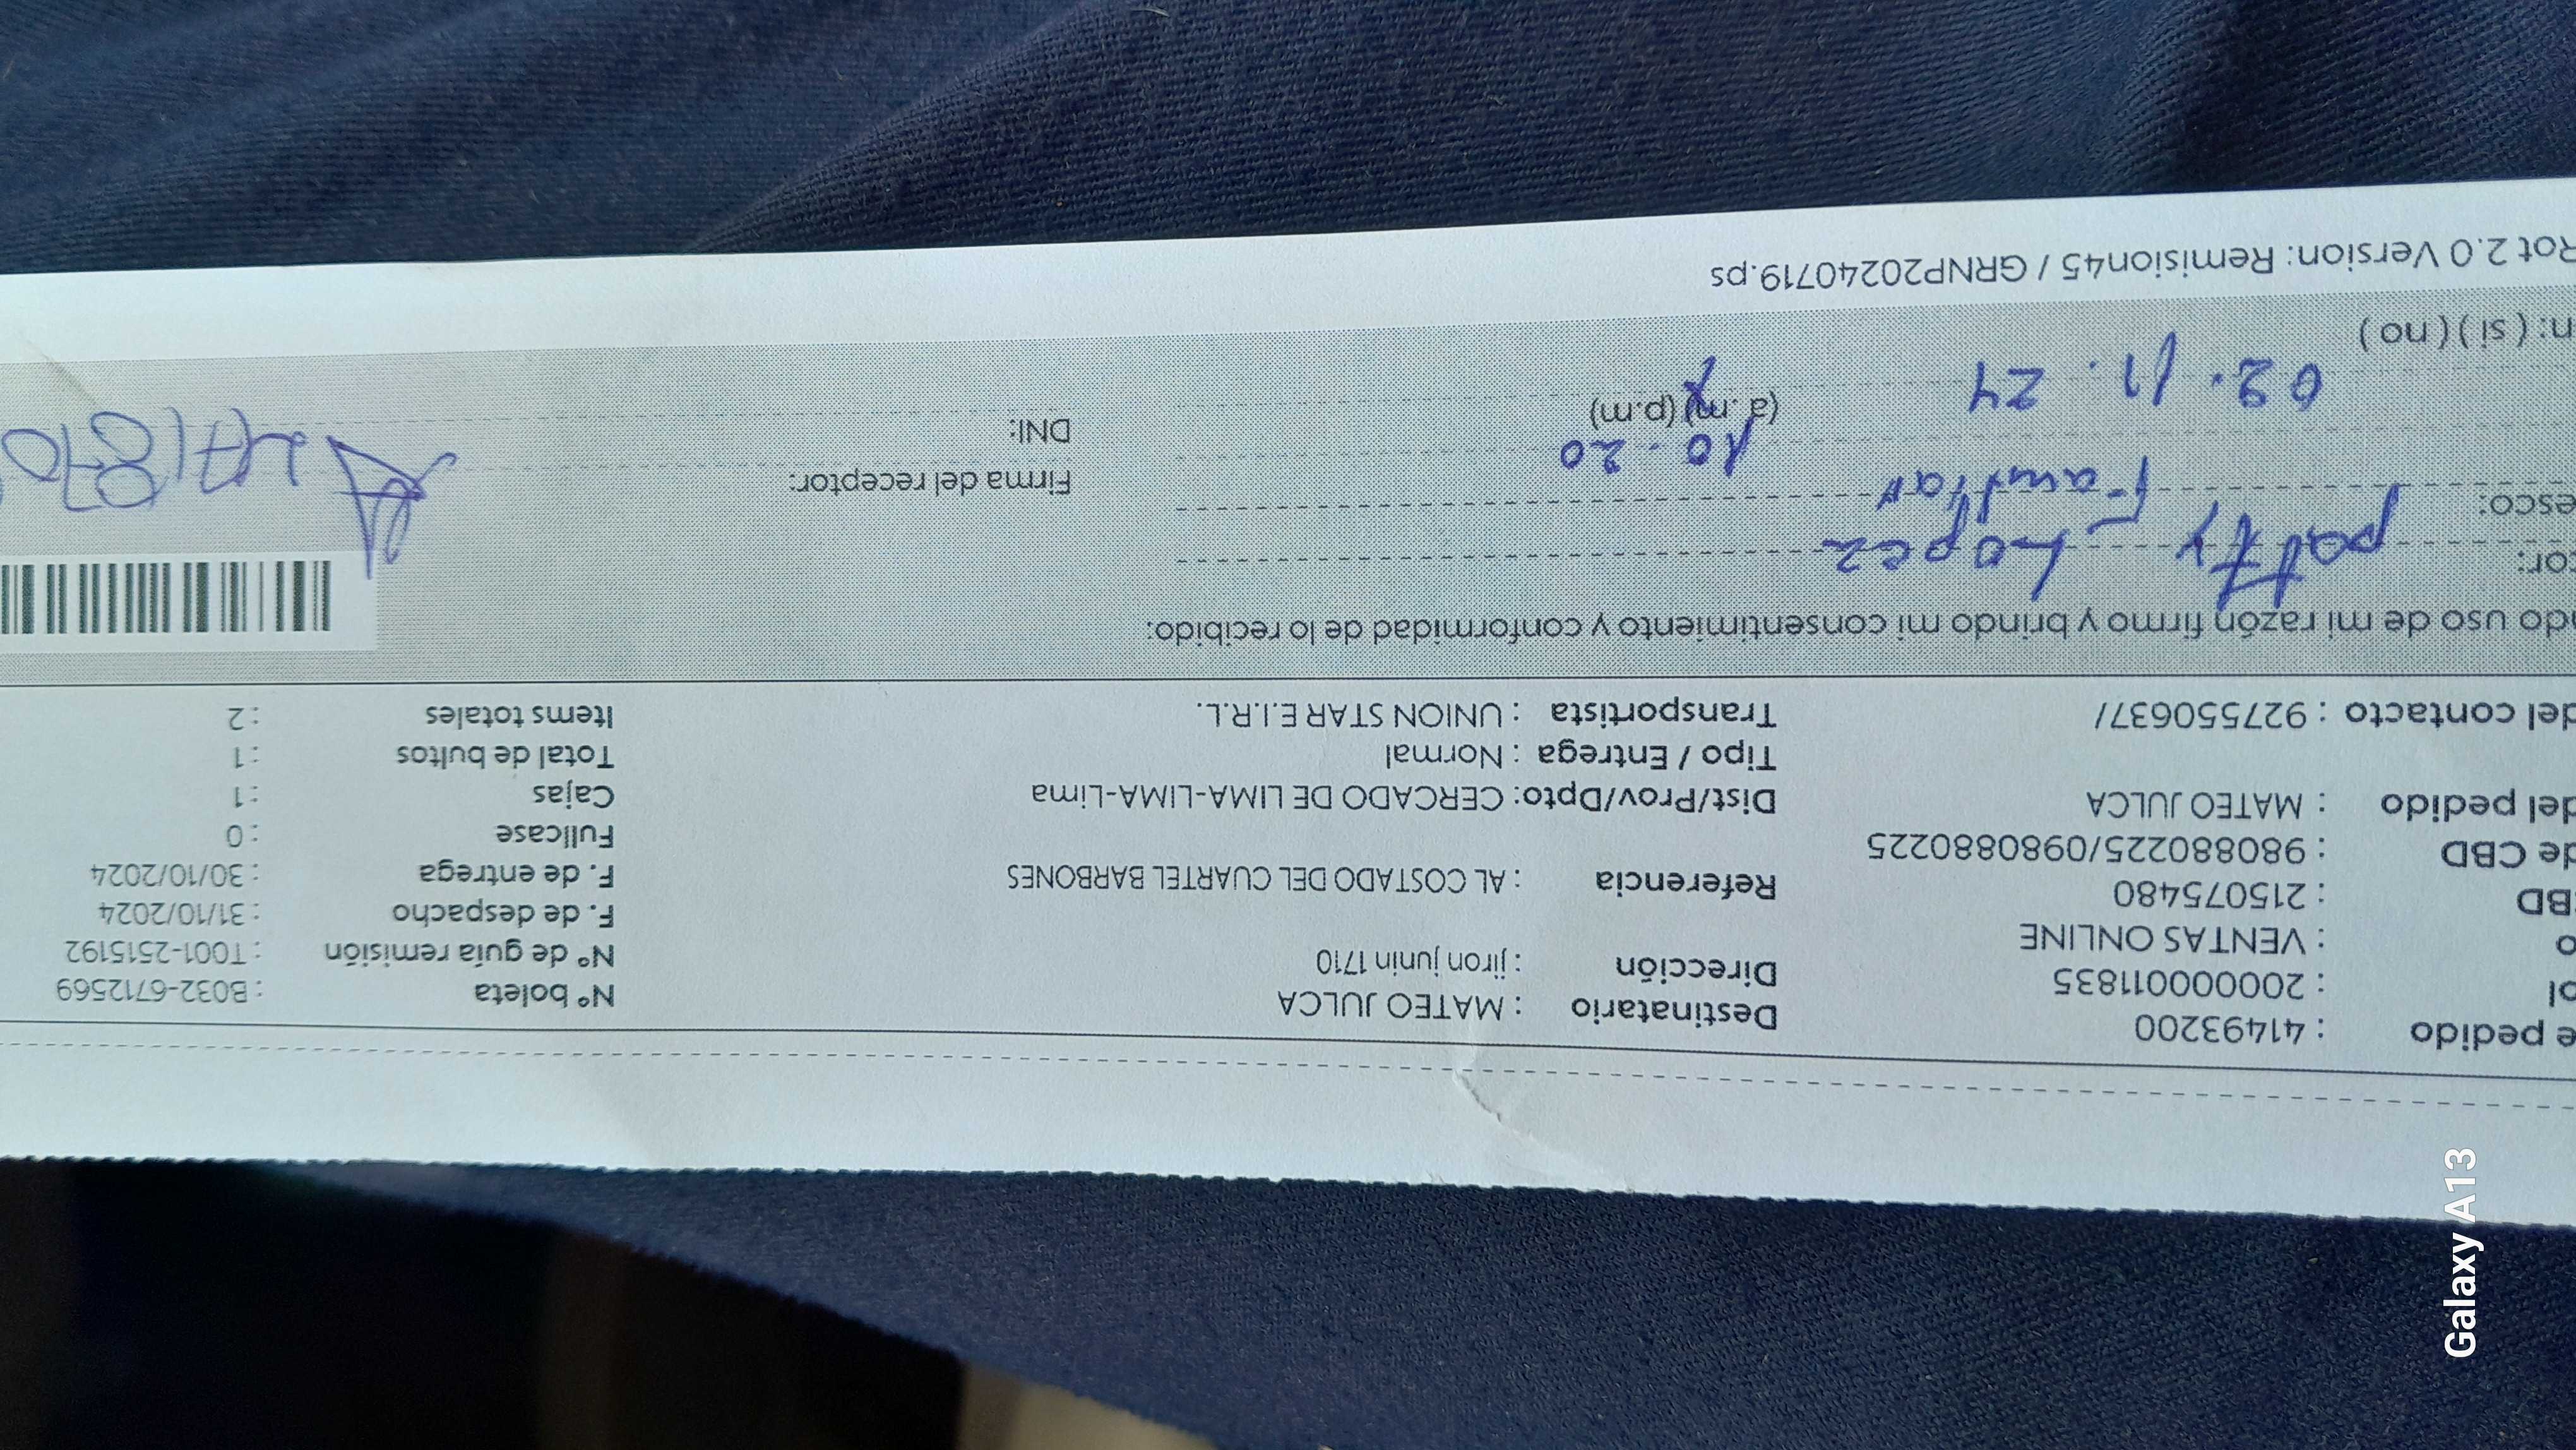 e pedido : 41493200
ol : 20000011835
o : VENTAS ONLINE
BD : 215075480
de CBD : 980880225/0980880225
del pedido : MATEO JULCA
del contacto : 927550637/
Destinatario : MATEO JULCA
Dirección : jiron junin 1710
Referencia : AL COSTADO DEL CUARTEL BARBONES
Dist/Prov/Dpto: CERCADO DE LIMA-LIMA-Lima
Tipo / Entrega : Normal
Transportista : UNION STAR E.I.R.L.
Nº boleta : B032-6712569
Nº de guía remisión : T001-2515192
F. de despacho : 31/10/2024
F. de entrega : 30/10/2024
Fullcase : 0
Cajas : 1
Total de bultos : 1
Items totales : 2
ndo uso de mi razón firmo y brindo mi consentimiento y conformidad de lo recibido:
tor: patty Lopez
esco: Familiar
02. 11. 24
10.20
(a.m) (p.m)
Firma del receptor:
DNI:
n: ( si ) ( no )
Rot 2.0 Version: Remision45 / GRNP20240719.ps
Galaxy A13